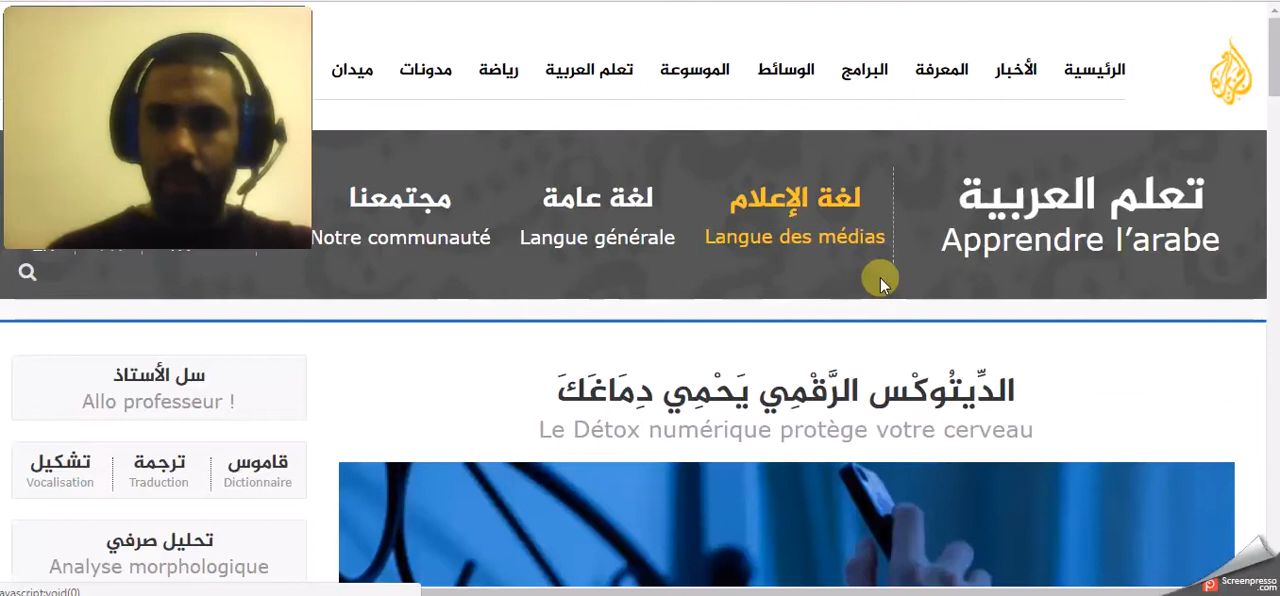 الرئيسية الأخبار المعرفة البرامج الوسائط الموسوعة تعلم العربية رياضة مدونات ميدان
تعلم العربية
Apprendre l’arabe
لغة الإعلام
Langue des médias
لغة عامة
Langue générale
مجتمعنا
Notre communauté
الدِّيتُوكْس الرَّقْمِي يَحْمِي دِمَاغَكَ
Le Détox numérique protège votre cerveau
سل الأستاذ
Allo professeur !
قاموس
Dictionnaire
ترجمة
Traduction
تشكيل
Vocalisation
تحليل صرفي
Analyse morphologique
avascript:void(0)
Screenpresso
.com